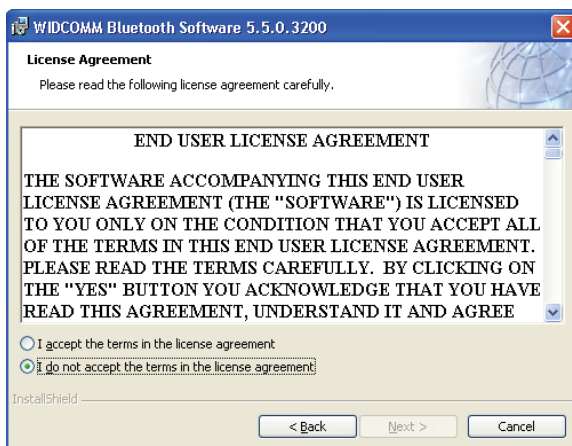 WIDCOMM Bluetooth Software 5.5.0.3200
License Agreement
Please read the following license agreement carefully.
END USER LICENSE AGREEMENT
THE SOFTWARE ACCOMPANYING THIS END USER
LICENSE AGREEMENT (THE "SOFTWARE") IS LICENSED
TO YOU ONLY ON THE CONDITION THAT YOU ACCEPT ALL
OF THE TERMS IN THIS END USER LICENSE AGREEMENT.
PLEASE READ THE TERMS CAREFULLY. BY CLICKING ON
THE "YES" BUTTON YOU ACKNOWLEDGE THAT YOU HAVE
READ THIS AGREEMENT, UNDERSTAND IT AND AGREE
I accept the terms in the license agreement
I do not accept the terms in the license agreement
InstallShield
< Back
Next >
Cancel